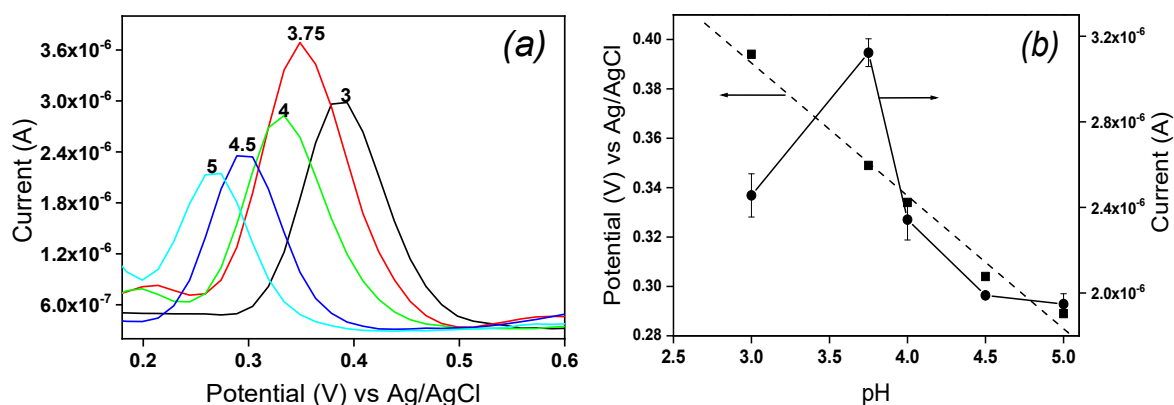 (a)
3.75
3
4
4.5
5
3.6x10⁻⁶
3.0x10⁻⁶
2.4x10⁻⁶
1.8x10⁻⁶
1.2x10⁻⁶
6.0x10⁻⁷
Current (A)
0.2 0.3 0.4 0.5 0.6
Potential (V) vs Ag/AgCl
(b)
0.40
0.38
0.36
0.34
0.32
0.30
0.28
Potential (V) vs Ag/AgCl
3.2x10⁻⁶
2.8x10⁻⁶
2.4x10⁻⁶
2.0x10⁻⁶
Current (A)
2.5 3.0 3.5 4.0 4.5 5.0
pH